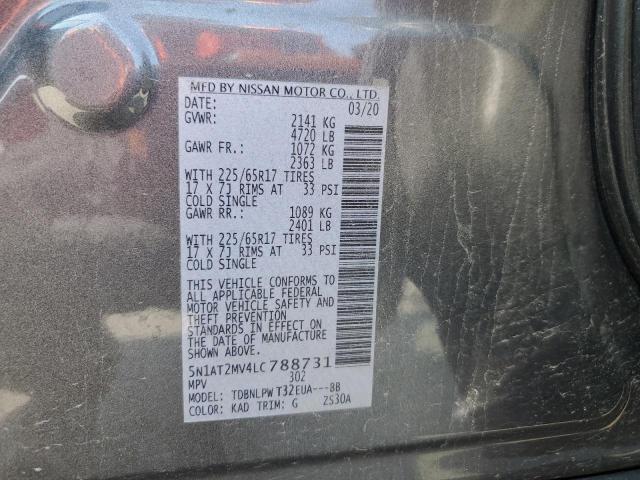 MFD BY NISSAN MOTOR CO., LTD.
DATE: 03/20
GVWR: 2141 KG
4720 LB
GAWR FR.: 1072 KG
2363 LB
WITH 225/65R17 TIRES
17 X 7J RIMS AT 33 PSI
COLD SINGLE
GAWR RR.: 1089 KG
2401 LB
WITH 225/65R17 TIRES
17 X 7J RIMS AT 33 PSI
COLD SINGLE
THIS VEHICLE CONFORMS TO
ALL APPLICABLE FEDERAL
MOTOR VEHICLE SAFETY AND
THEFT PREVENTION
STANDARDS IN EFFECT ON
THE DATE OF MANUFACTURE
SHOWN ABOVE.
5N1AT2MV4LC788731
MPV 302
MODEL: TDBNLPWT32EUA---BB
COLOR: KAD TRIM: G ZS30A